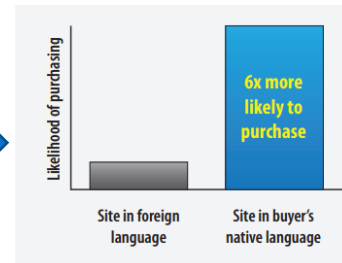 Likelihood of purchasing
6x more
likely to
purchase
Site in foreign
language
Site in buyer's
native language